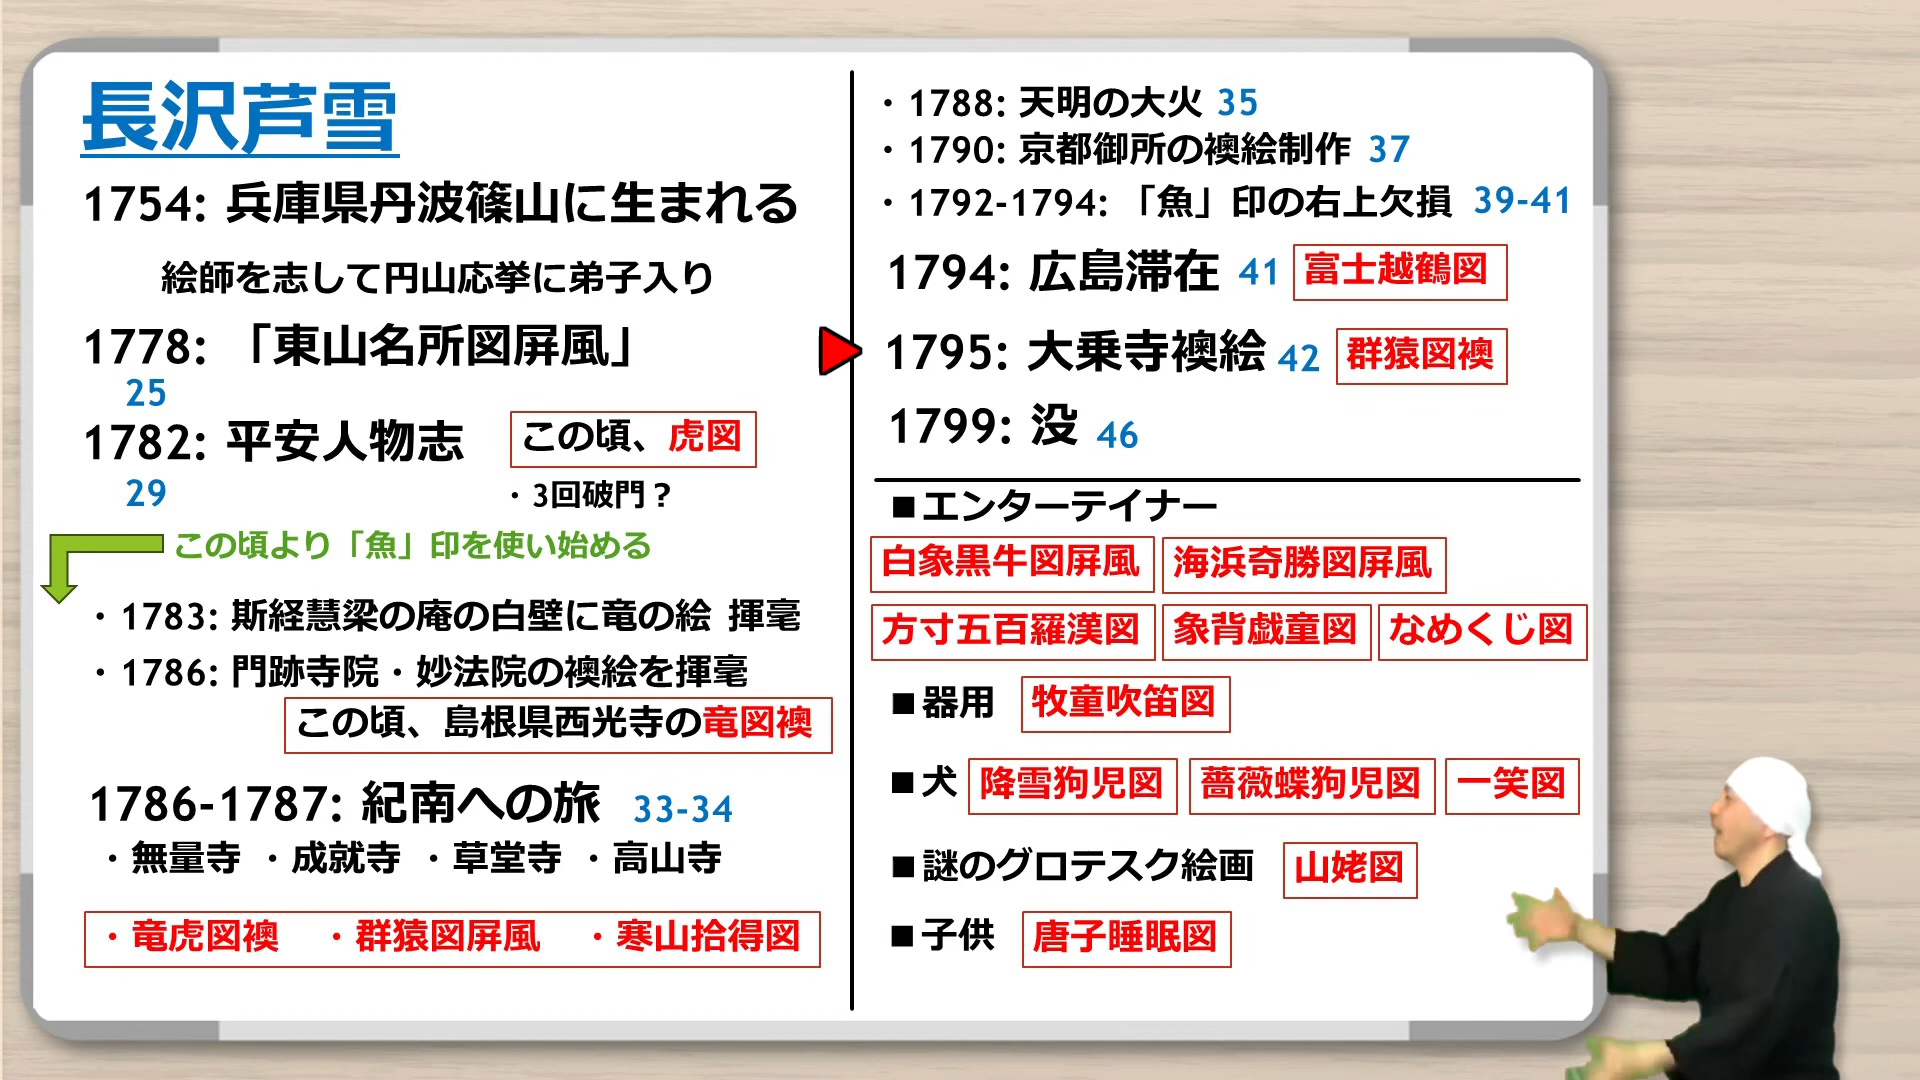 長沢芦雪
1754: 兵庫県丹波篠山に生まれる
絵師を志して円山応挙に弟子入り
1778: 「東山名所図屏風」
25
1782: 平安人物志
この頃、虎図
29
・3回破門？
この頃より「魚」印を使い始める
・1783: 斯経慧梁の庵の白壁に竜の絵 揮毫
・1786: 門跡寺院・妙法院の襖絵を揮毫
この頃、島根県西光寺の竜図襖
1786-1787: 紀南への旅 33-34
・無量寺 ・成就寺 ・草堂寺 ・高山寺
・竜虎図襖 ・群猿図屏風 ・寒山拾得図
・1788: 天明の大火 35
・1790: 京都御所の襖絵制作 37
・1792-1794: 「魚」印の右上欠損 39-41
1794: 広島滞在 41 富士越鶴図
1795: 大乗寺襖絵 42 群猿図襖
1799: 没 46
■エンターテイナー
白象黒牛図屏風 海浜奇勝図屏風
方寸五百羅漢図 象背戯童図 なめくじ図
■器用 牧童吹笛図
■犬 降雪狗児図 薔薇蝶狗児図 一笑図
■謎のグロテスク絵画 山姥図
■子供 唐子睡眠図